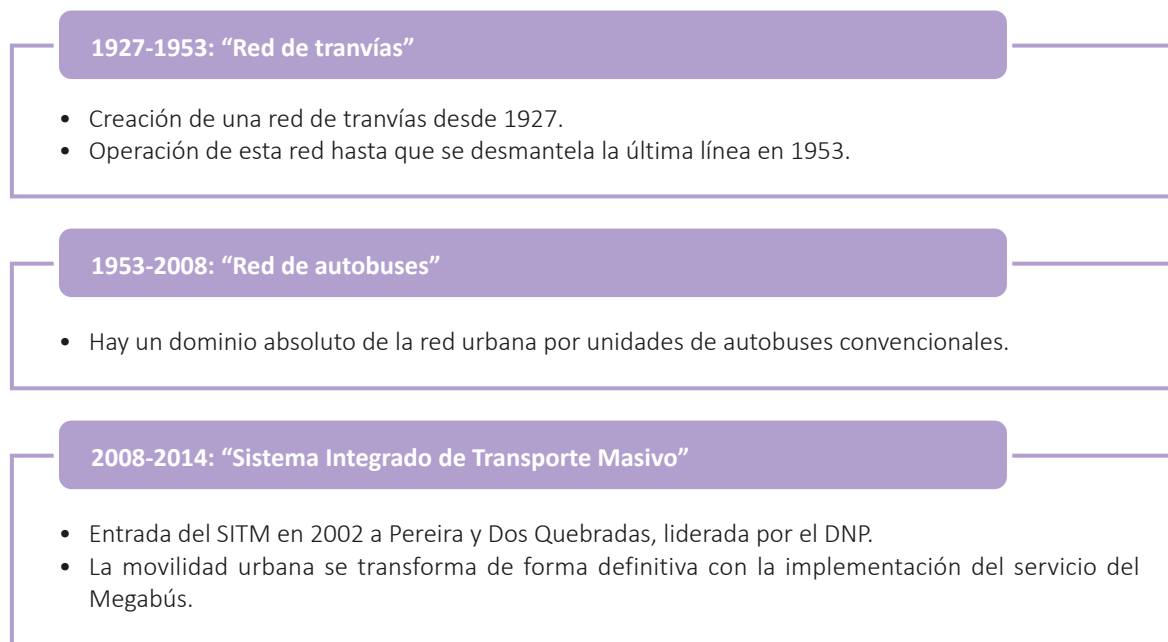 1927-1953: “Red de tranvías”
• Creación de una red de tranvías desde 1927.
• Operación de esta red hasta que se desmantela la última línea en 1953.
1953-2008: “Red de autobuses”
• Hay un dominio absoluto de la red urbana por unidades de autobuses convencionales.
2008-2014: “Sistema Integrado de Transporte Masivo”
• Entrada del SITM en 2002 a Pereira y Dos Quebradas, liderada por el DNP.
• La movilidad urbana se transforma de forma definitiva con la implementación del servicio del
Megabús.